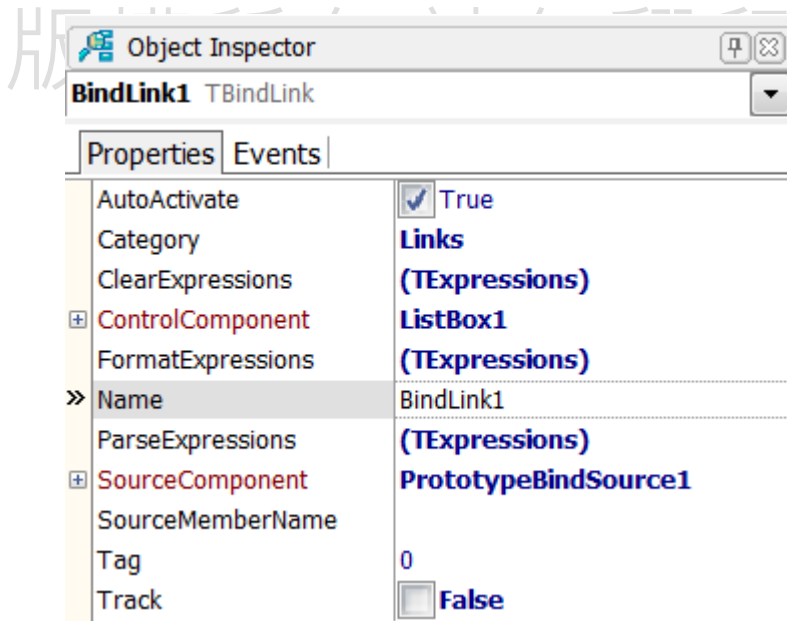 Object Inspector
BindLink1 TBindLink
Properties Events
AutoActivate True
Category Links
ClearExpressions (TExpressions)
ControlComponent ListBox1
FormatExpressions (TExpressions)
Name BindLink1
ParseExpressions (TExpressions)
SourceComponent PrototypeBindSource1
SourceMemberName
Tag 0
Track False